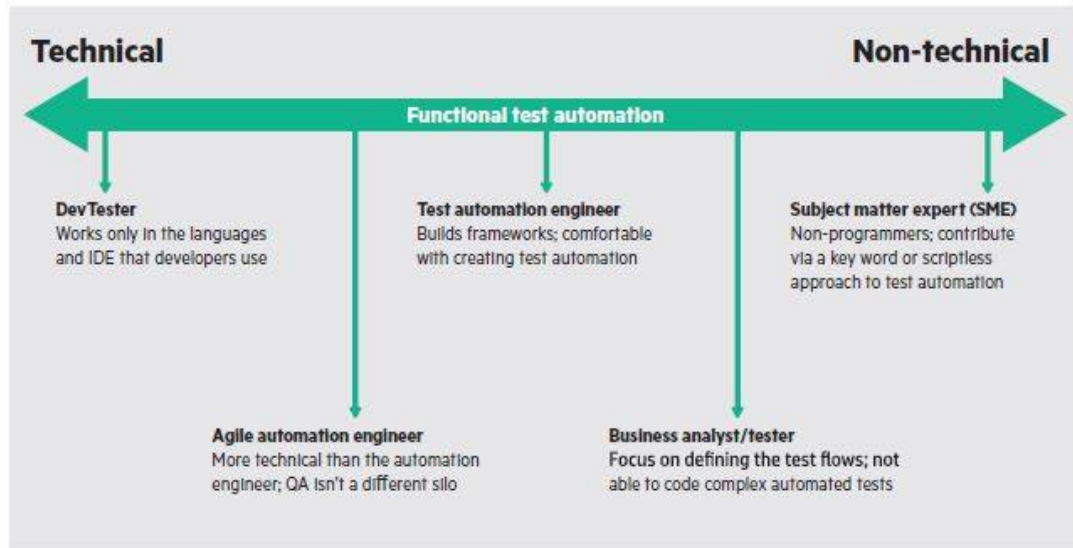 Technical
Non-technical
Functional test automation
DevTester
Works only in the languages
and IDE that developers use
Test automation engineer
Builds frameworks; comfortable
with creating test automation
Subject matter expert (SME)
Non-programmers; contribute
via a key word or scriptless
approach to test automation
Agile automation engineer
More technical than the automation
engineer; QA isn't a different silo
Business analyst/tester
Focus on defining the test flows; not
able to code complex automated tests